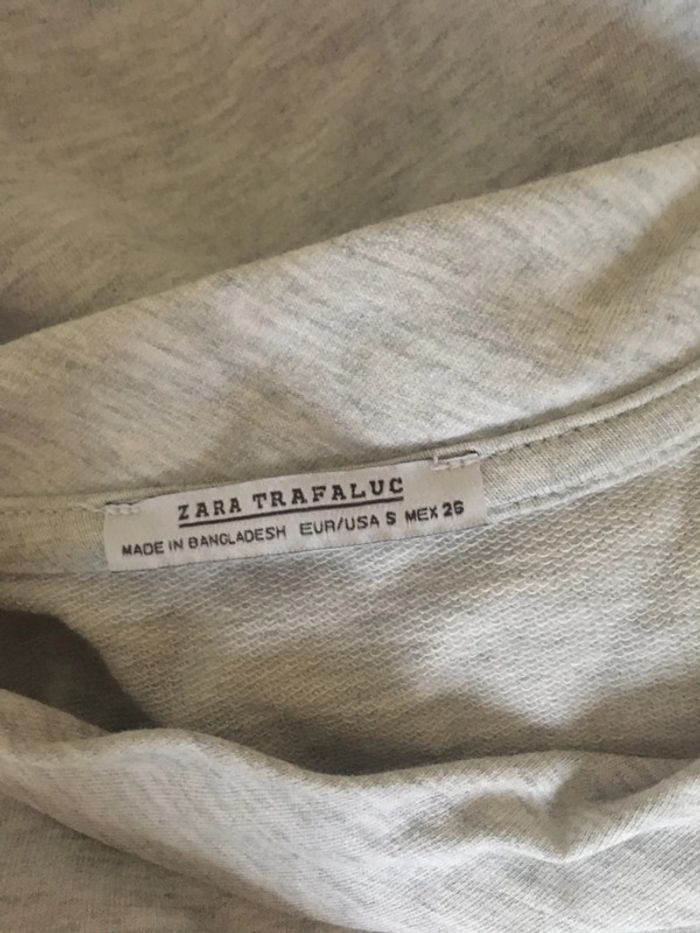 ZARA TRAFALUC
MADE IN BANGLADESH EUR/USA S MEX 26